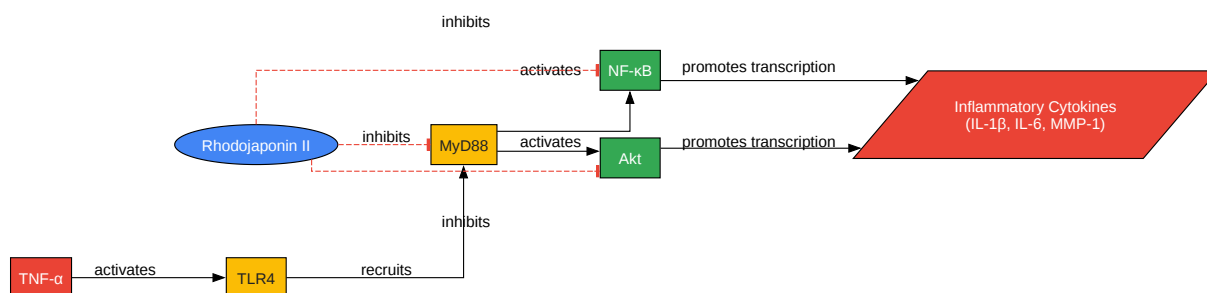 inhibits
activates
NF-κB
promotes transcription
Inflammatory Cytokines
(IL-1β, IL-6, MMP-1)
Rhodojaponin II
inhibits
MyD88
activates
Akt
promotes transcription
inhibits
TNF-α
activates
TLR4
recruits